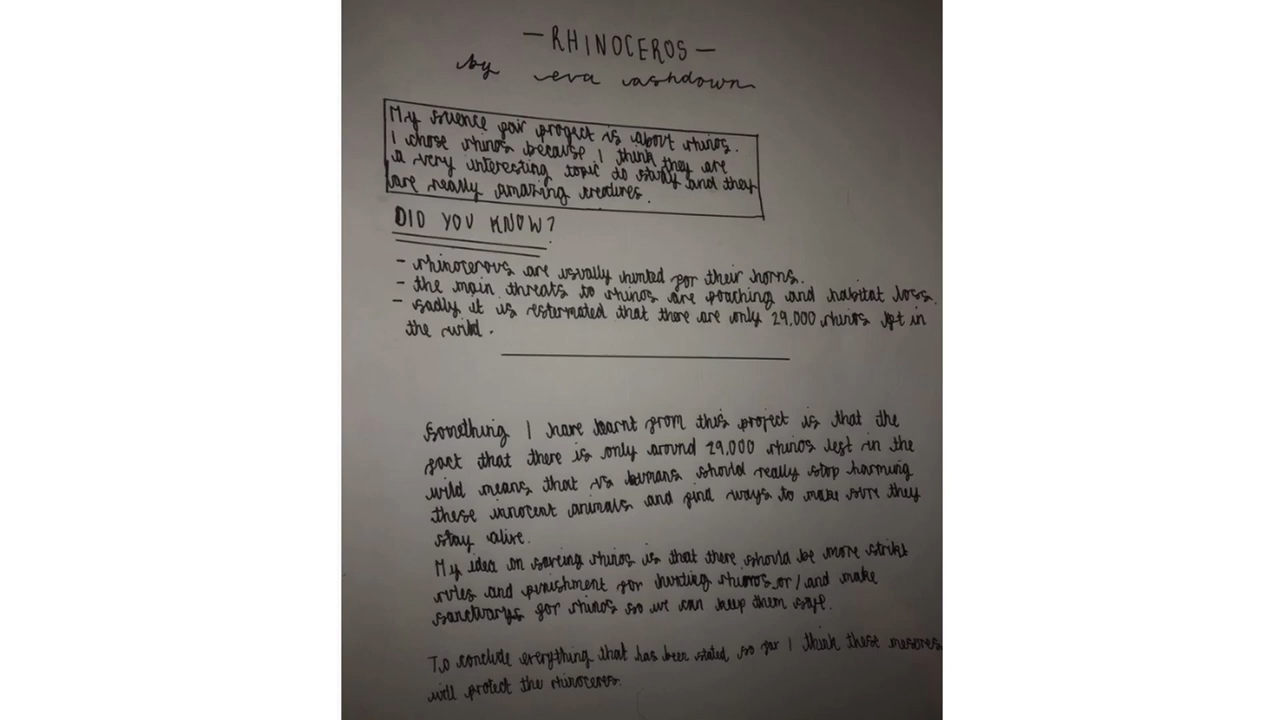 - RHINOCEROS -
by eva ashdown
My science fair project is about rhinos.
I chose rhinos because I think they are
a very interesting topic to study and they
are really amazing creatures.
DID YOU KNOW?
- rhinocerous are usually hunted for their horns.
- the main threats to rhinos are poaching and habitat loss.
- sadly it is estermated that there are only 29,000 rhinos left in
the wild.
Something I have learnt from this project is that the
fact that there is only around 29,000 rhinos left in the
wild means that us humans should really stop harming
these innocent animals and find ways to make sure they
stay alive.
My idea on saveing rhinos is that there should be more strikt
rules and punishment for hunting rhinos or/and make
sanctuarys for rhinos so we can keep them safe.
To conclude everything that has been stated so far I think these mesures
will protect the rhinoceres.